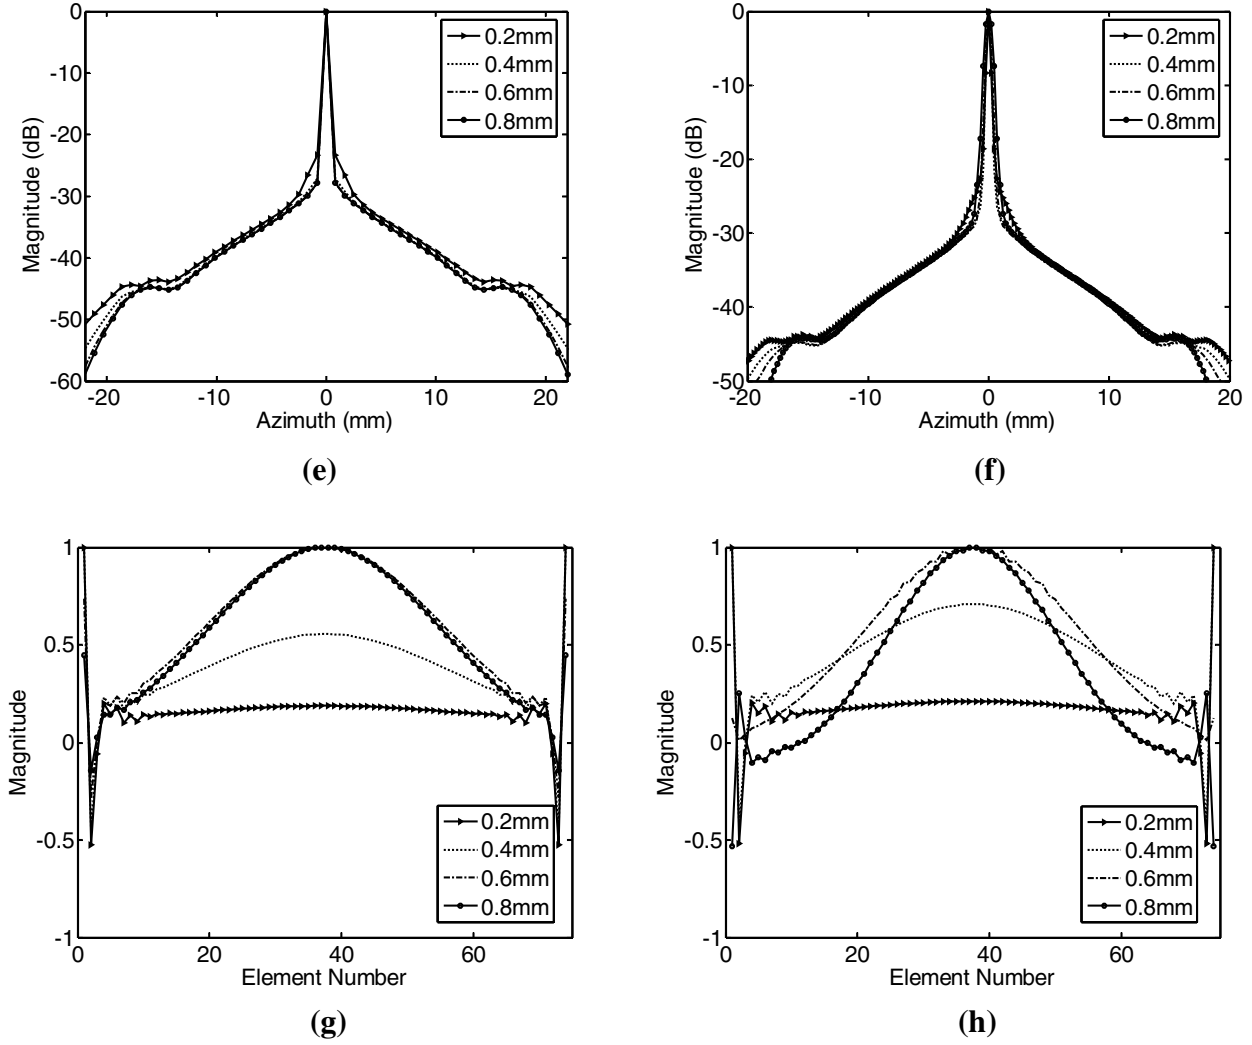 0
-10
-20
-30
-40
-50
-60
Magnitude (dB)
-20 -10 0 10 20
Azimuth (mm)
0.2mm
0.4mm
0.6mm
0.8mm
(e)
0
-10
-20
-30
-40
-50
Magnitude (dB)
-20 -10 0 10 20
Azimuth (mm)
0.2mm
0.4mm
0.6mm
0.8mm
(f)
1
0.5
0
-0.5
-1
Magnitude
0 20 40 60
Element Number
0.2mm
0.4mm
0.6mm
0.8mm
(g)
1
0.5
0
-0.5
-1
Magnitude
0 20 40 60
Element Number
0.2mm
0.4mm
0.6mm
0.8mm
(h)